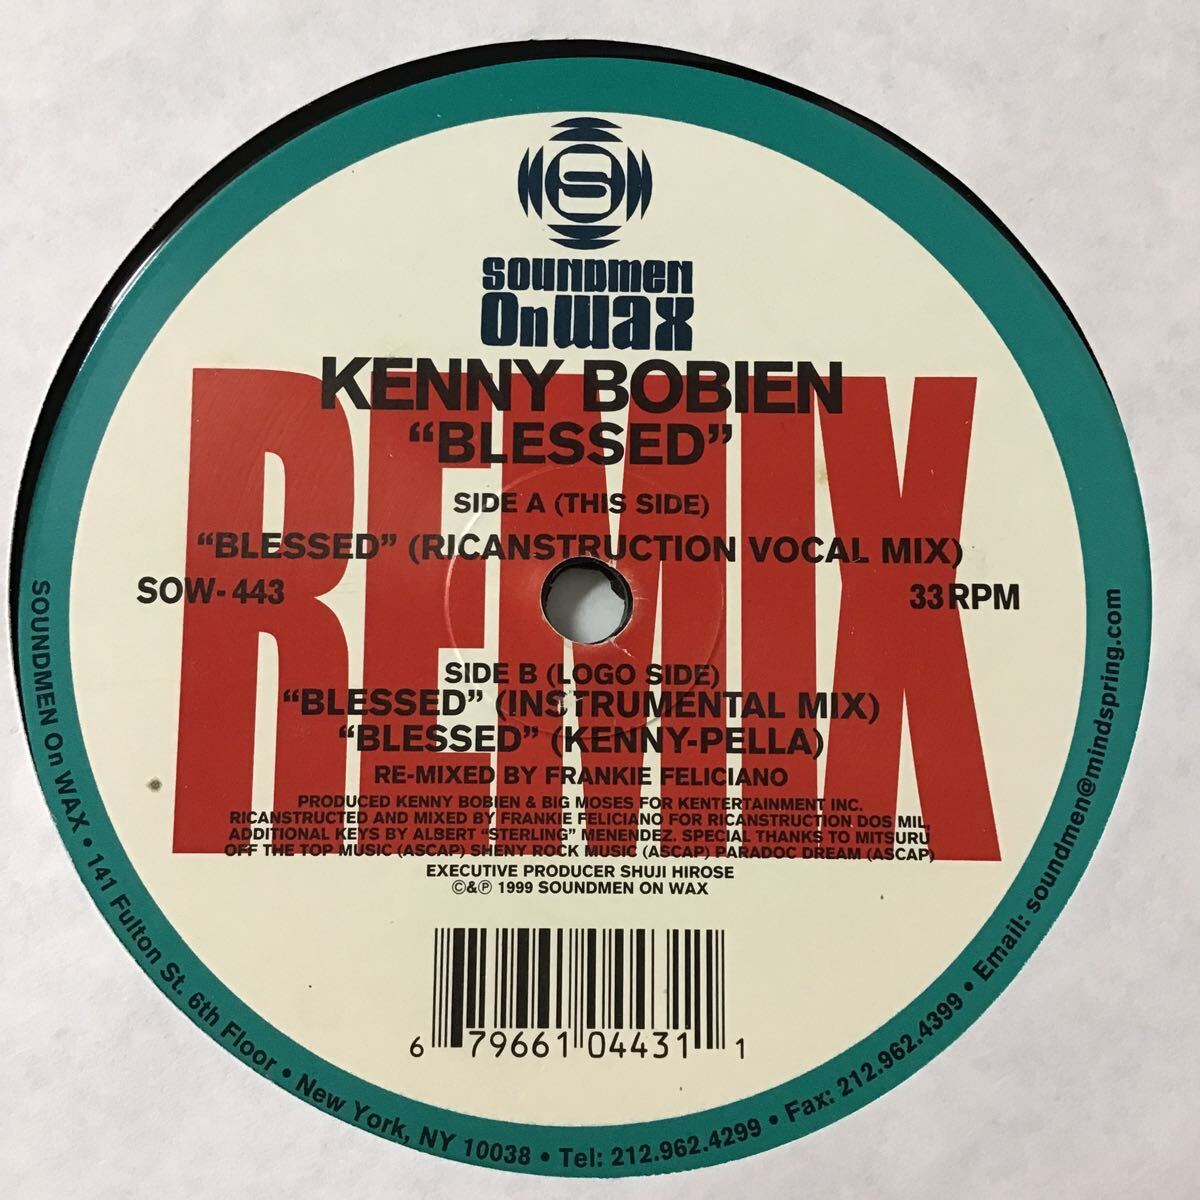 S
SOUNDMEN
On WAX
REMIX
KENNY BOBIEN
“BLESSED”
SIDE A (THIS SIDE)
“BLESSED” (RICANSTRUCTION VOCAL MIX)
SOW-443
33 RPM
SIDE B (LOGO SIDE)
“BLESSED” (INSTRUMENTAL MIX)
“BLESSED” (KENNY-PELLA)
RE-MIXED BY FRANKIE FELICIANO
PRODUCED KENNY BOBIEN & BIG MOSES FOR KENTERTAINMENT INC.
RICANSTRUCTED AND MIXED BY FRANKIE FELICIANO FOR RICANSTRUCTION DOS MIL,
ADDITIONAL KEYS BY ALBERT “STERLING” MENENDEZ. SPECIAL THANKS TO MITSURU
OFF THE TOP MUSIC (ASCAP) SHENY ROCK MUSIC (ASCAP) PARADOC DREAM (ASCAP)
EXECUTIVE PRODUCER SHUJI HIROSE
©&℗ 1999 SOUNDMEN ON WAX
6 79661 04431 1
SOUNDMEN On WAX • 141 Fulton St. 6th Floor • New York, NY 10038 • Tel: 212.962.4299 • Fax: 212.962.4399 • Email: soundmen@mindspring.com